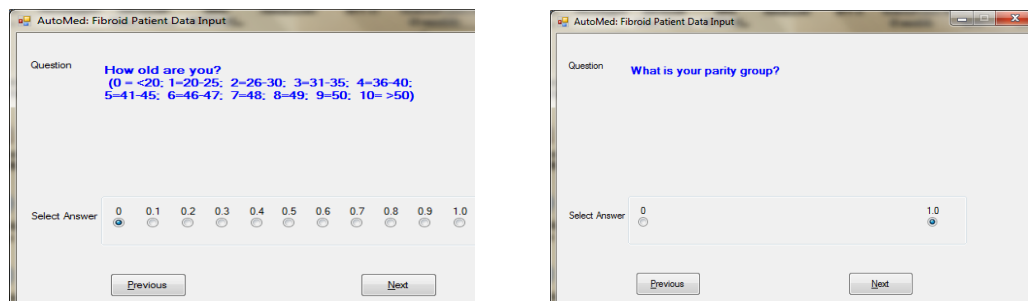 AutoMed: Fibroid Patient Data Input
Question
How old are you?
(0 = <20; 1=20-25; 2=26-30; 3=31-35; 4=36-40;
5=41-45; 6=46-47; 7=48; 8=49; 9=50; 10= >50)
Select Answer
0 0.1 0.2 0.3 0.4 0.5 0.6 0.7 0.8 0.9 1.0
Previous Next
AutoMed: Fibroid Patient Data Input
Question
What is your parity group?
Select Answer
0 1.0
Previous Next